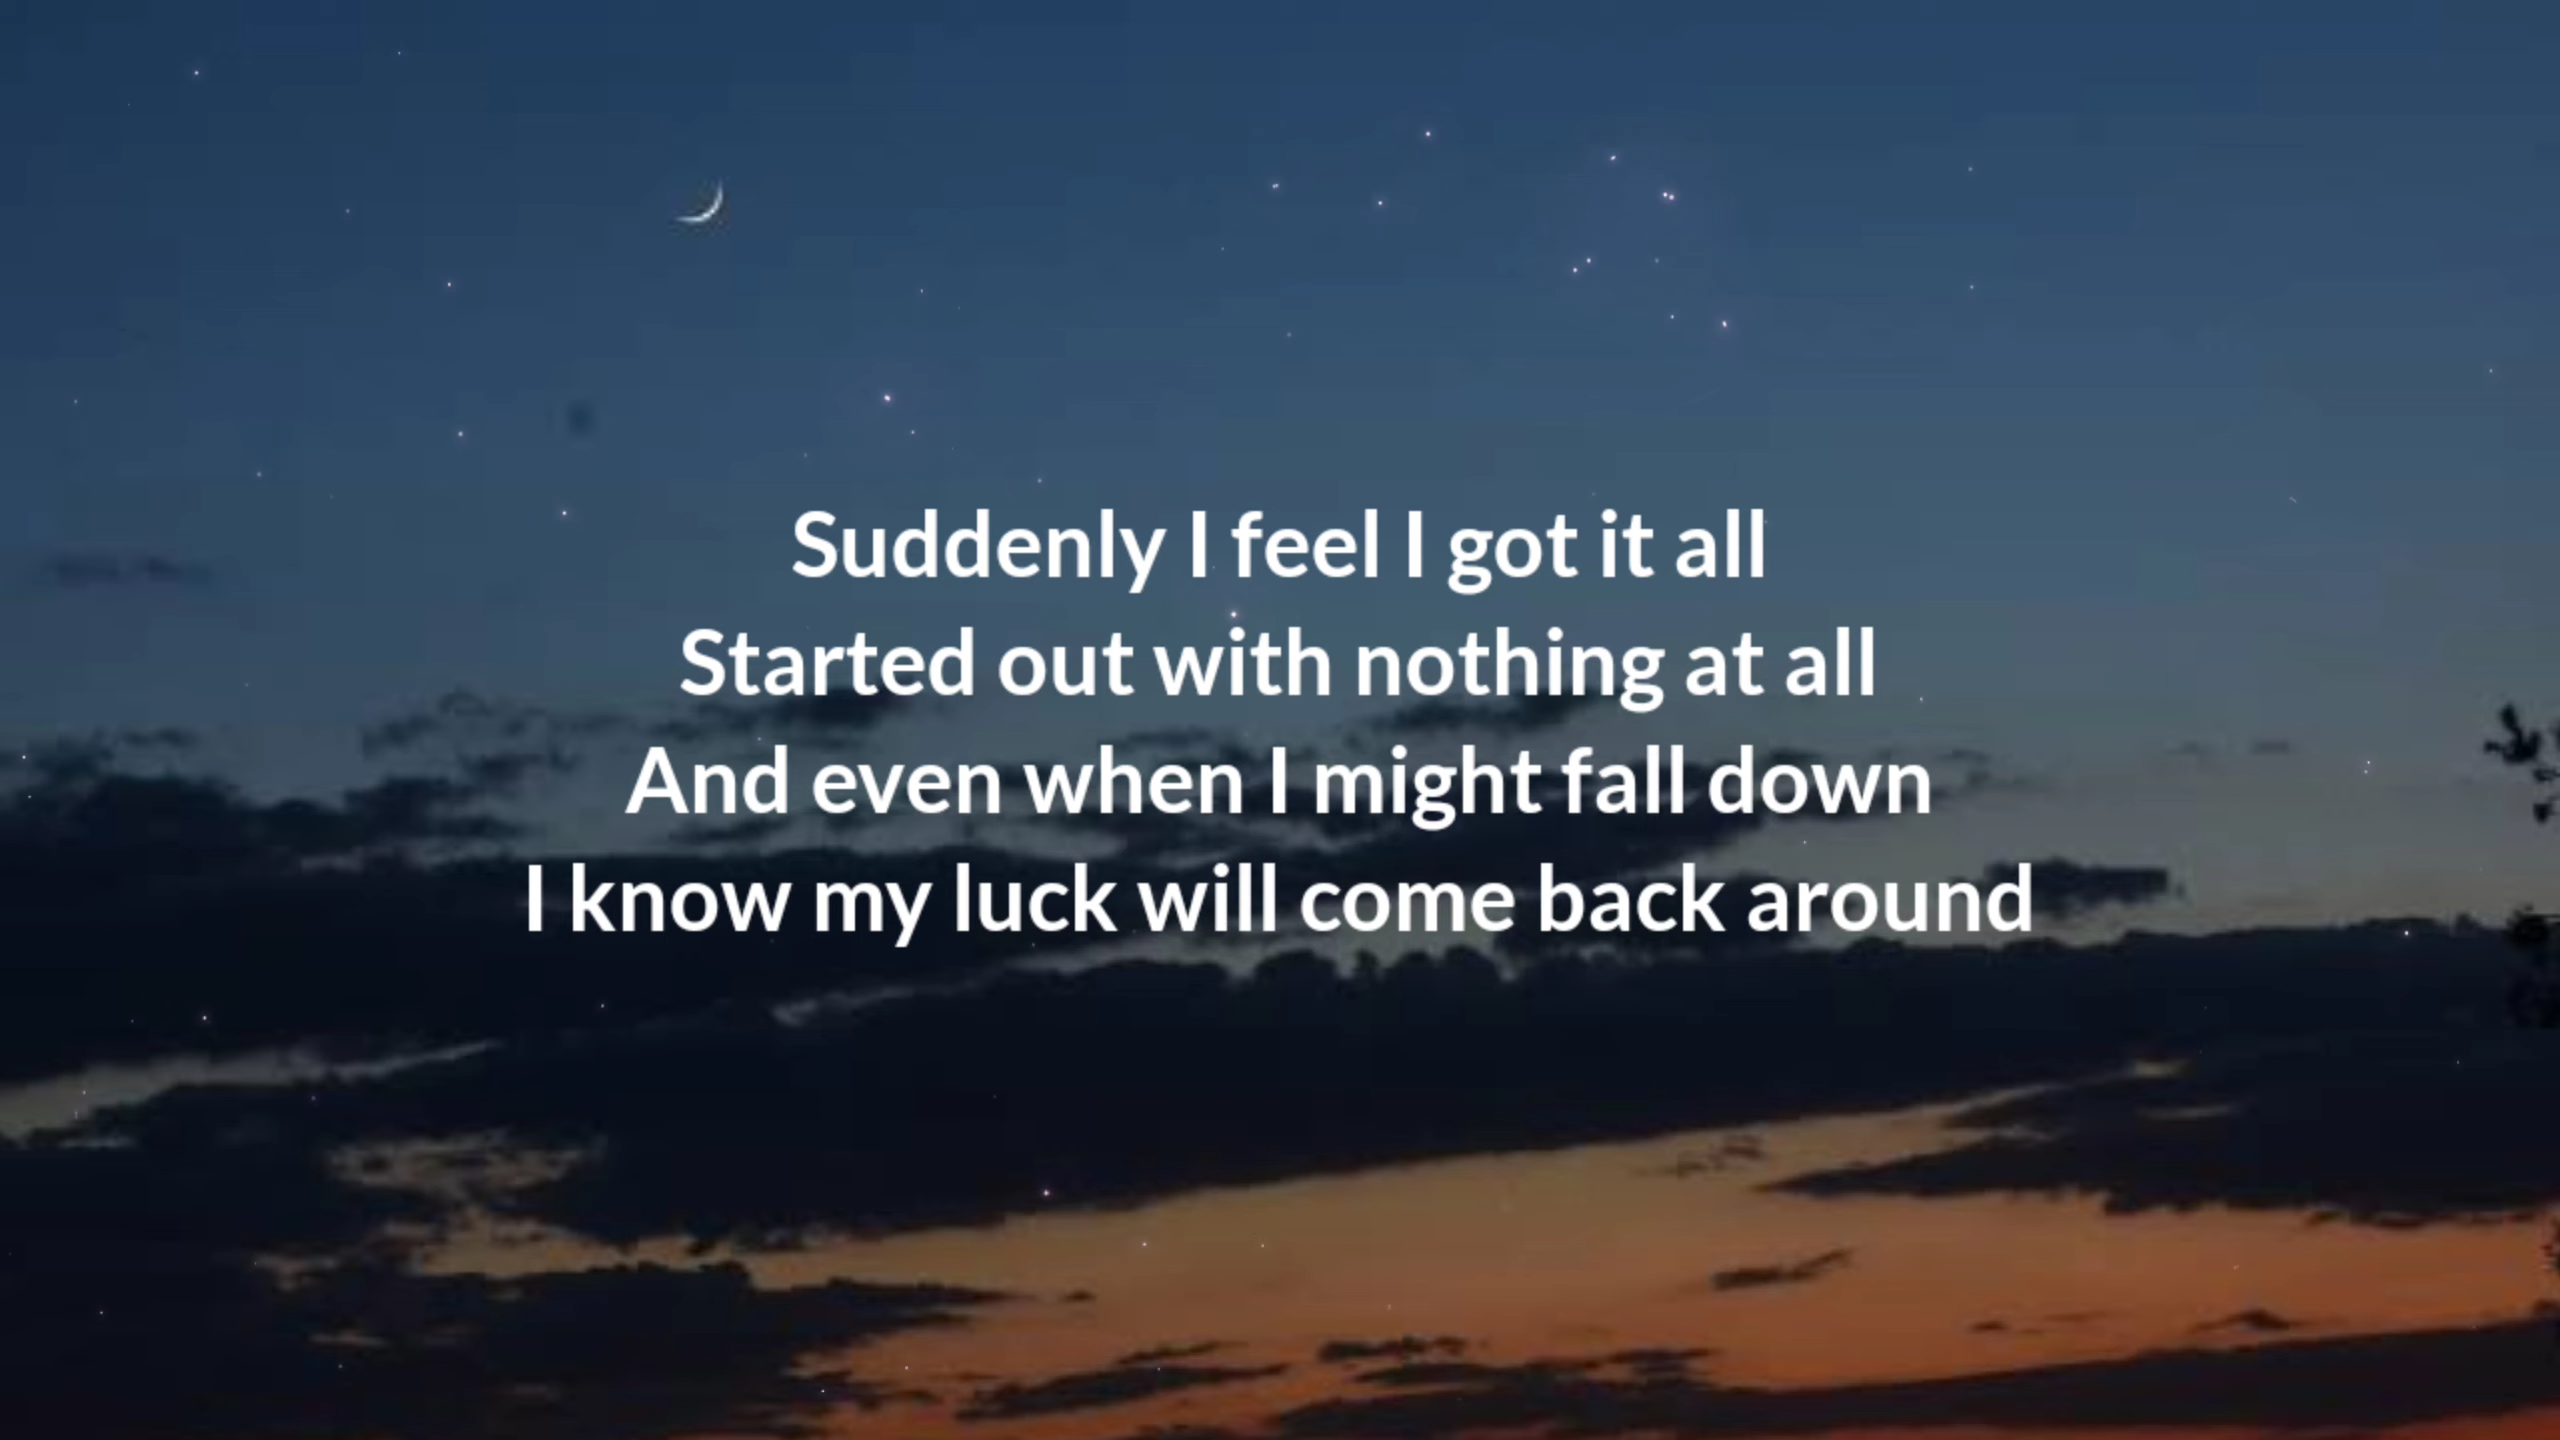 Suddenly I feel I got it all
Started out with nothing at all
And even when I might fall down
I know my luck will come back around